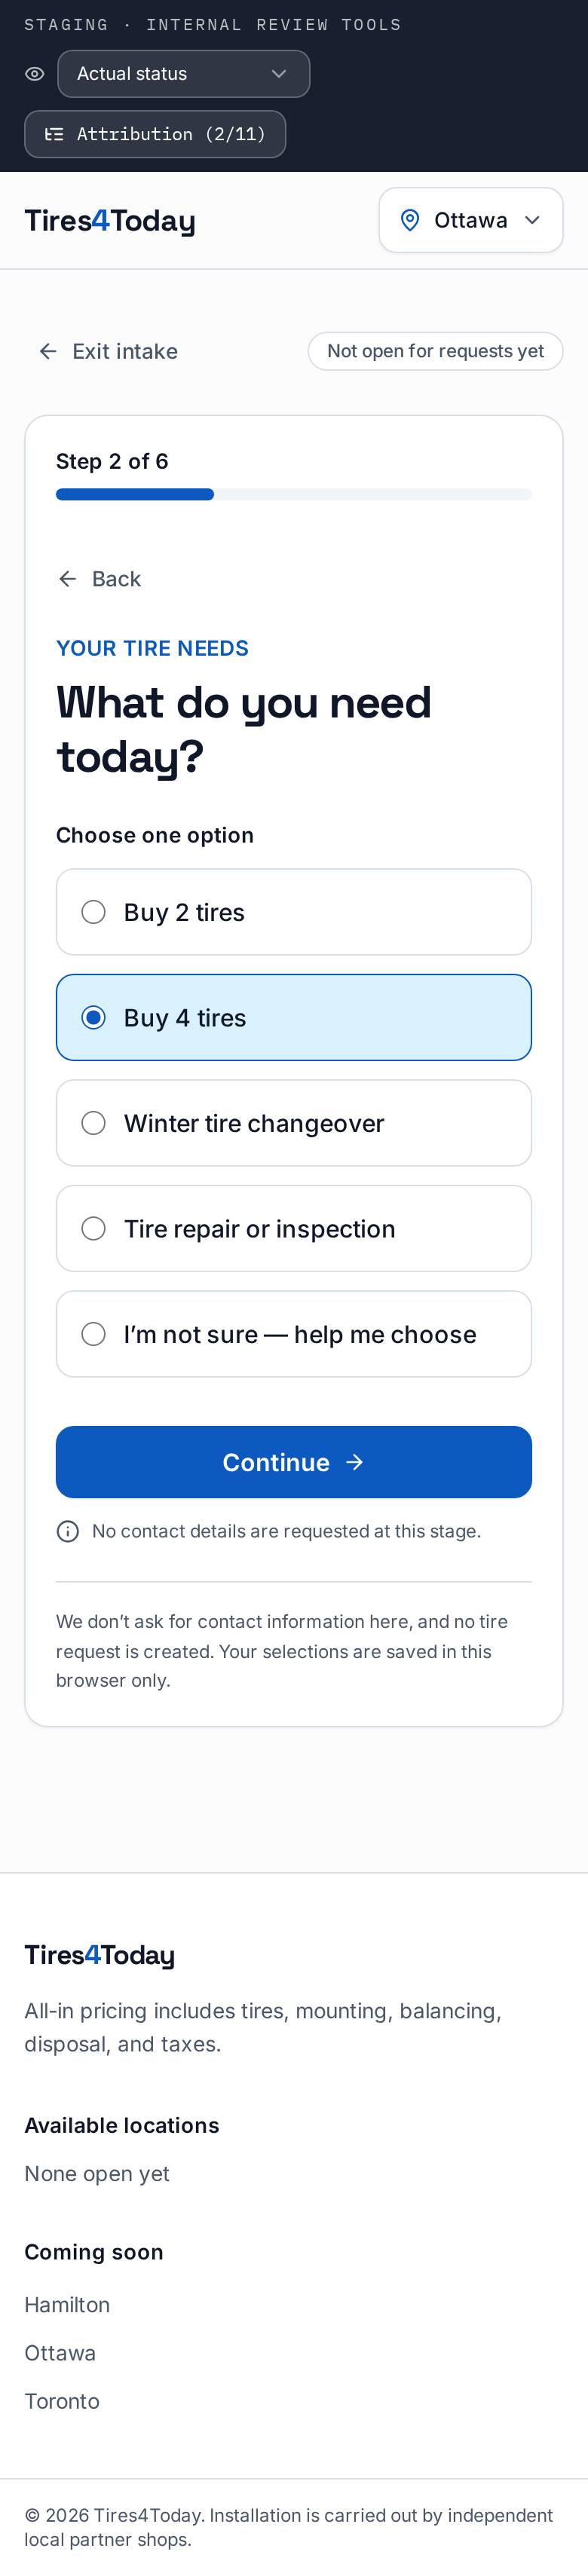 STAGING · INTERNAL REVIEW TOOLS
Actual status
Attribution (2/11)
Tires4Today
Ottawa
Exit intake
Not open for requests yet
Step 2 of 6
Back
YOUR TIRE NEEDS
What do you need
today?
Choose one option
Buy 2 tires
Buy 4 tires
Winter tire changeover
Tire repair or inspection
I’m not sure — help me choose
Continue
No contact details are requested at this stage.
We don’t ask for contact information here, and no tire
request is created. Your selections are saved in this
browser only.
Tires4Today
All-in pricing includes tires, mounting, balancing,
disposal, and taxes.
Available locations
None open yet
Coming soon
Hamilton
Ottawa
Toronto
© 2026 Tires4Today. Installation is carried out by independent
local partner shops.